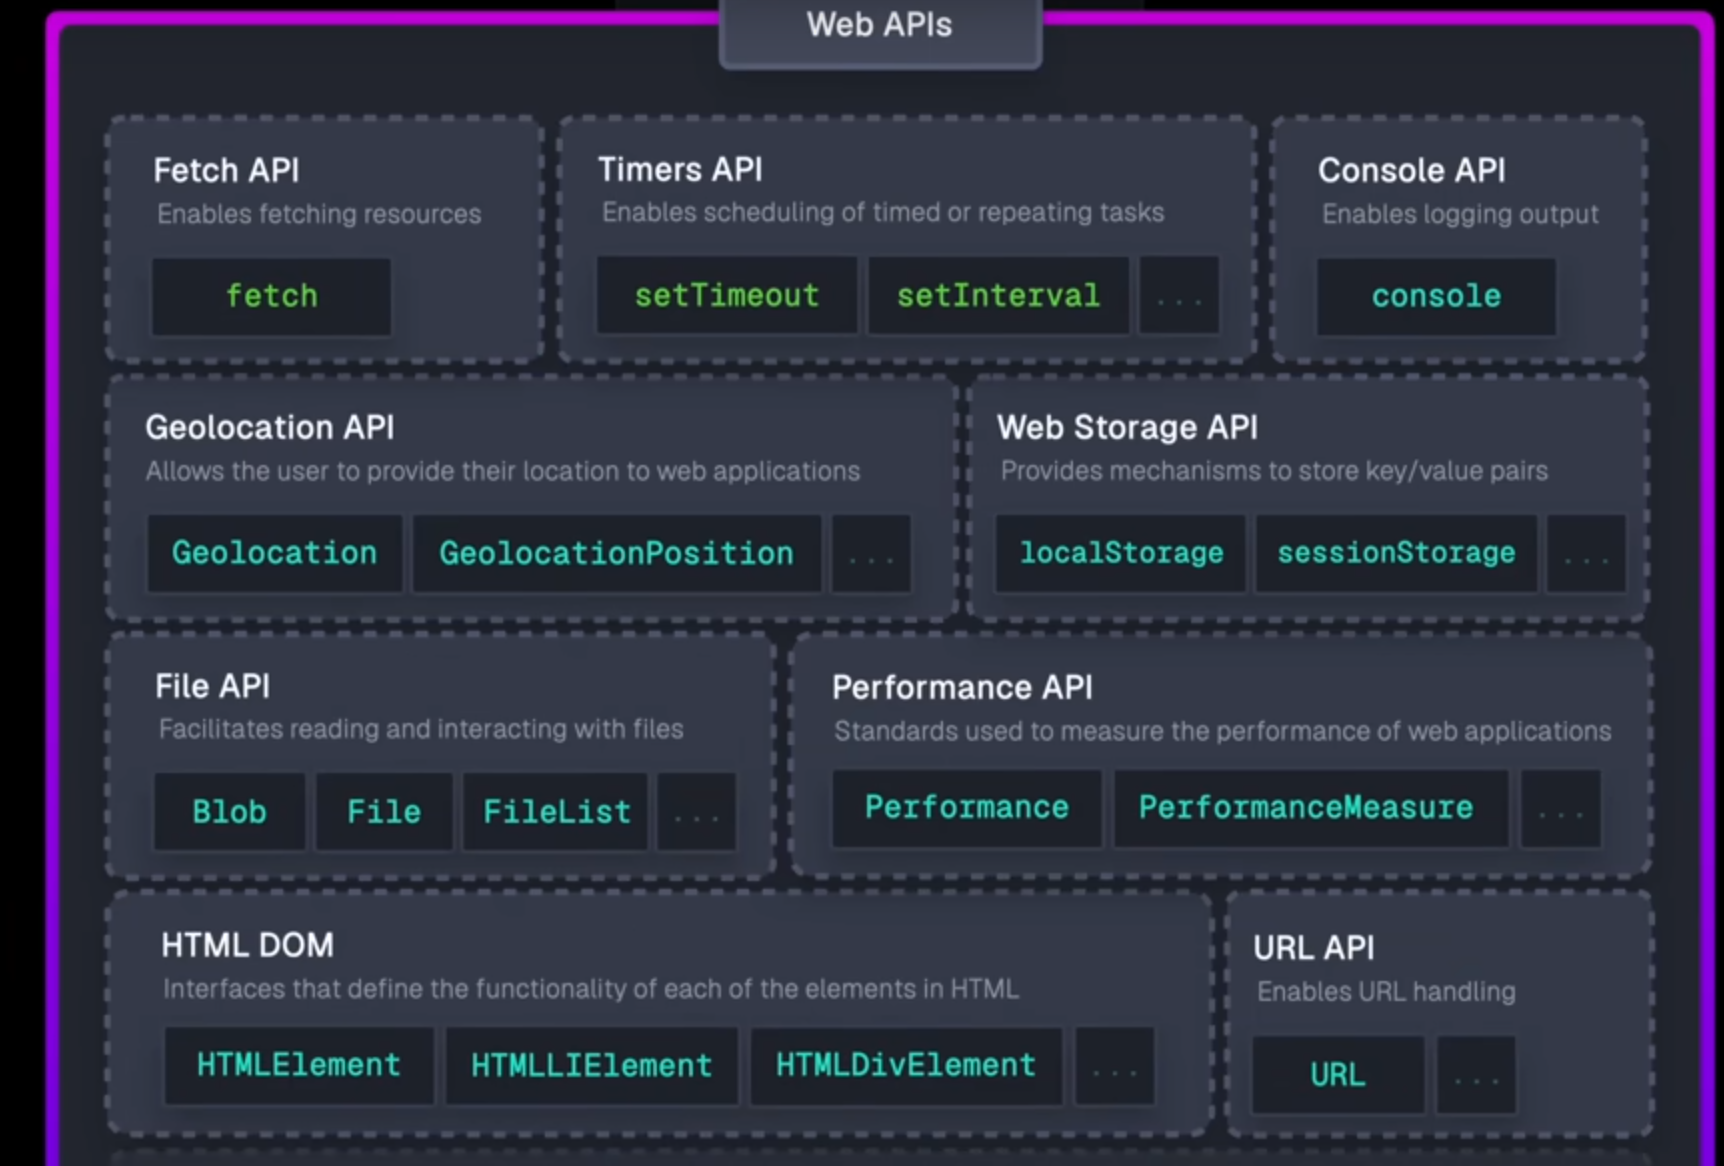 Web APIs
Fetch API
Enables fetching resources
fetch
Timers API
Enables scheduling of timed or repeating tasks
setTimeout
setInterval
...
Console API
Enables logging output
console
Geolocation API
Allows the user to provide their location to web applications
Geolocation
GeolocationPosition
...
Web Storage API
Provides mechanisms to store key/value pairs
localStorage
sessionStorage
...
File API
Facilitates reading and interacting with files
Blob
File
FileList
...
Performance API
Standards used to measure the performance of web applications
Performance
PerformanceMeasure
...
HTML DOM
Interfaces that define the functionality of each of the elements in HTML
HTMLElement
HTMLLIElement
HTMLDivElement
...
URL API
Enables URL handling
URL
...